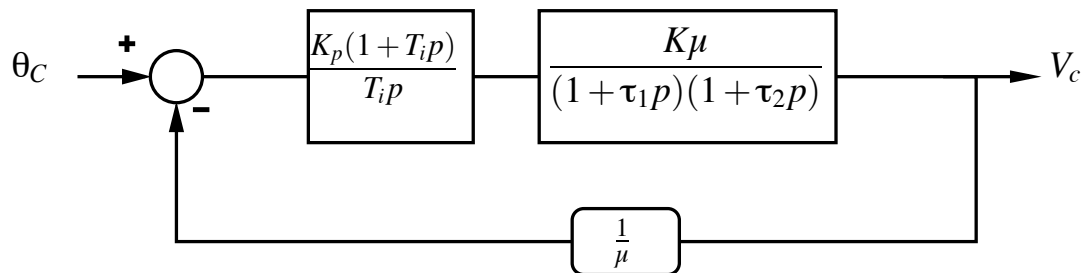 θ_C
+
-
K_p(1 + T_i p)
T_i p
Kμ
(1 + τ_1 p)(1 + τ_2 p)
V_c
1
μ